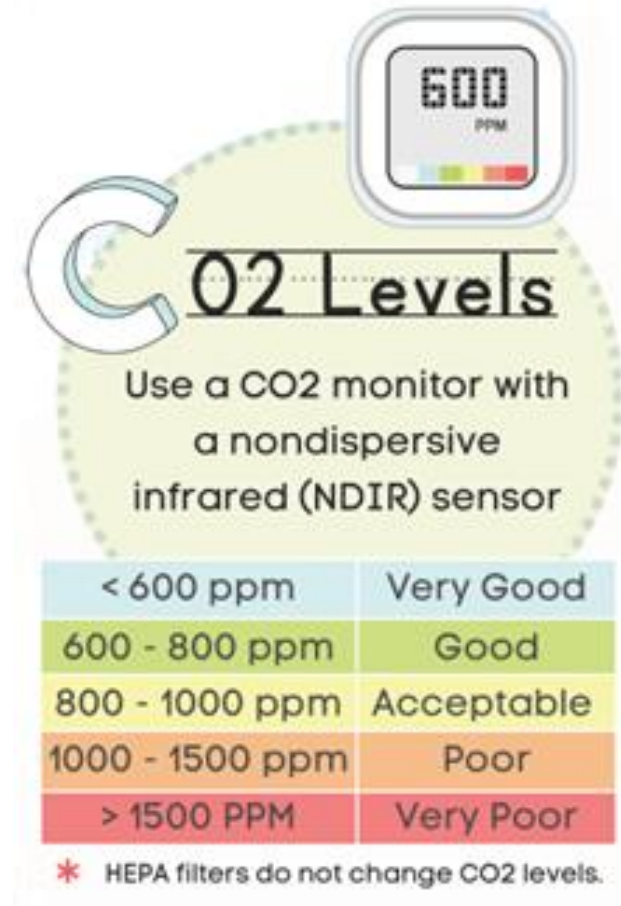 600
PPM
CO2 Levels
Use a CO2 monitor with
a nondispersive
infrared (NDIR) sensor
< 600 ppm Very Good
600 - 800 ppm Good
800 - 1000 ppm Acceptable
1000 - 1500 ppm Poor
> 1500 PPM Very Poor
* HEPA filters do not change CO2 levels.